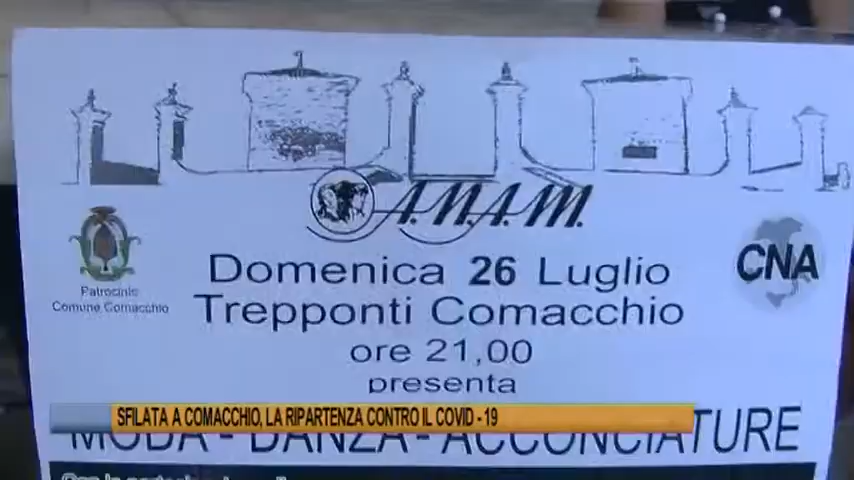 A.N.A.M.
Patrocinio
Comune Comacchio
CNA
Domenica 26 Luglio
Trepponti Comacchio
ore 21,00
presenta
SFILATA A COMACCHIO, LA RIPARTENZA CONTRO IL COVID - 19
MODA - DANZA - ACCONCIATURE